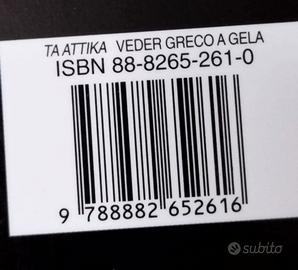 TA ATTIKA VEDER GRECO A GELA
ISBN 88-8265-261-0
9 788882 652616
subito